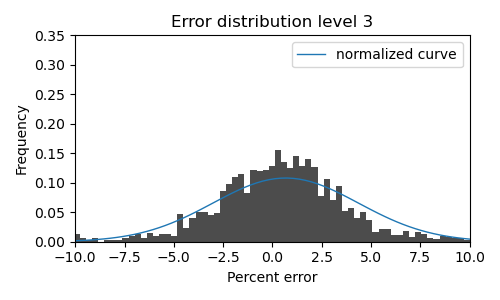 Error distribution level 3
normalized curve
Frequency
0.35
0.30
0.25
0.20
0.15
0.10
0.05
0.00
−10.0 −7.5 −5.0 −2.5 0.0 2.5 5.0 7.5 10.0
Percent error